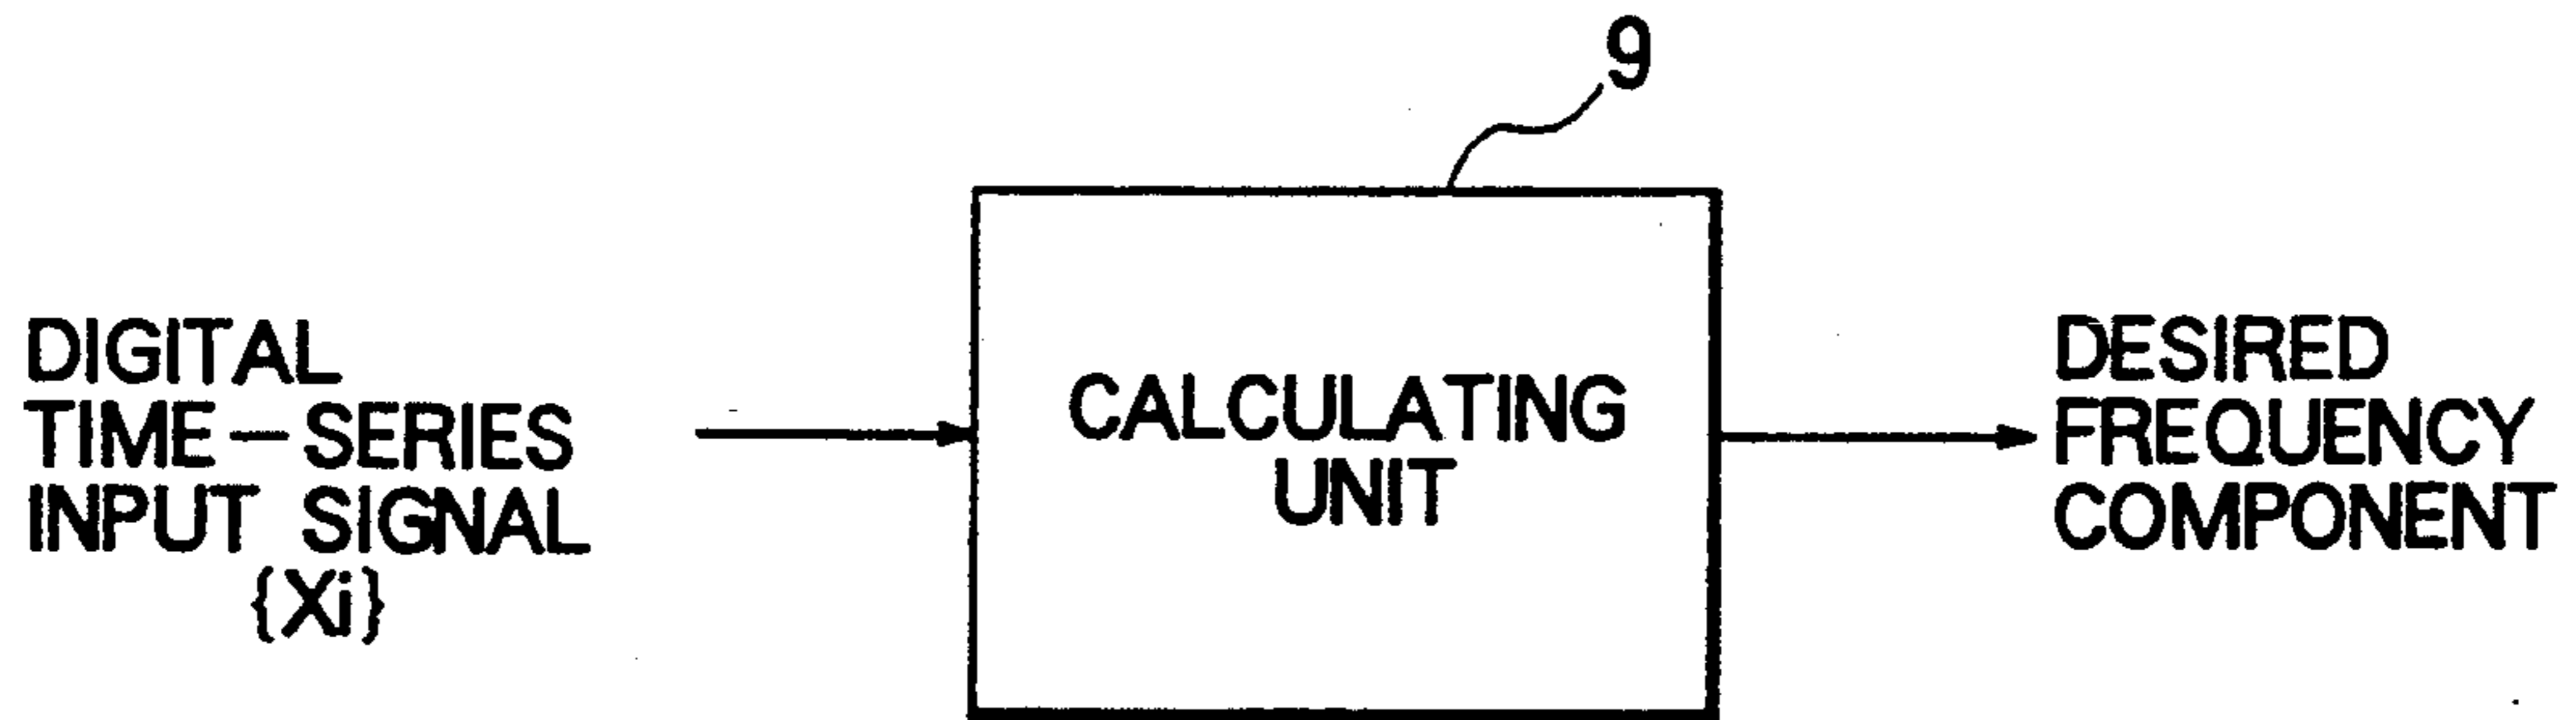 9
DIGITAL
TIME-SERIES
INPUT SIGNAL
{Xi}
CALCULATING
UNIT
DESIRED
FREQUENCY
COMPONENT